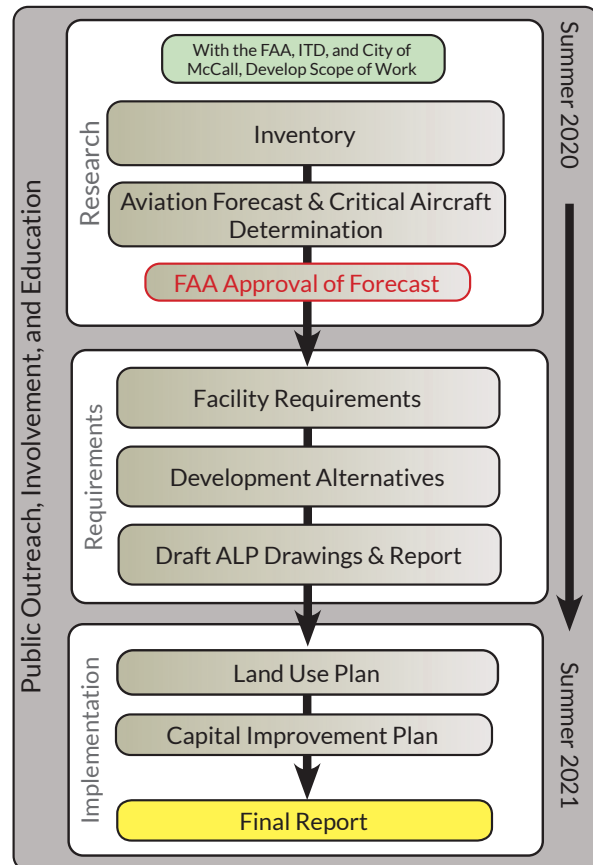 Public Outreach, Involvement, and Education
Summer 2020
Research
With the FAA, ITD, and City of
McCall, Develop Scope of Work
Inventory
Aviation Forecast & Critical Aircraft
Determination
FAA Approval of Forecast
Requirements
Facility Requirements
Development Alternatives
Draft ALP Drawings & Report
Implementation
Land Use Plan
Capital Improvement Plan
Final Report
Summer 2021